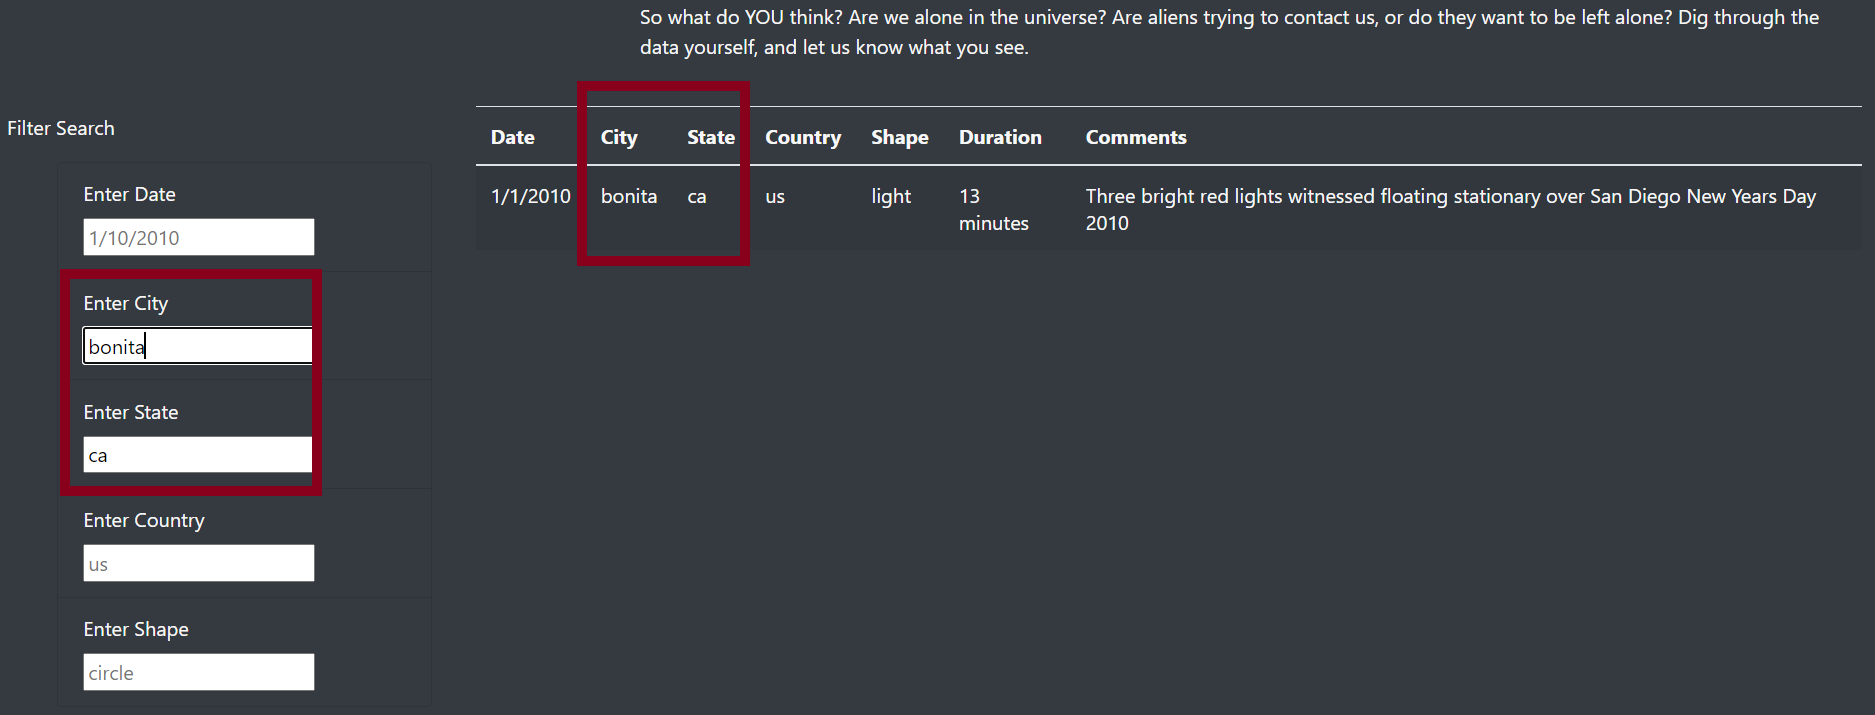 So what do YOU think? Are we alone in the universe? Are aliens trying to contact us, or do they want to be left alone? Dig through the
data yourself, and let us know what you see.
Filter Search
Enter Date
1/10/2010
Enter City
bonita
Enter State
ca
Enter Country
us
Enter Shape
circle
Date City State Country Shape Duration Comments
1/1/2010 bonita ca us light 13 Three bright red lights witnessed floating stationary over San Diego New Years Day
minutes 2010